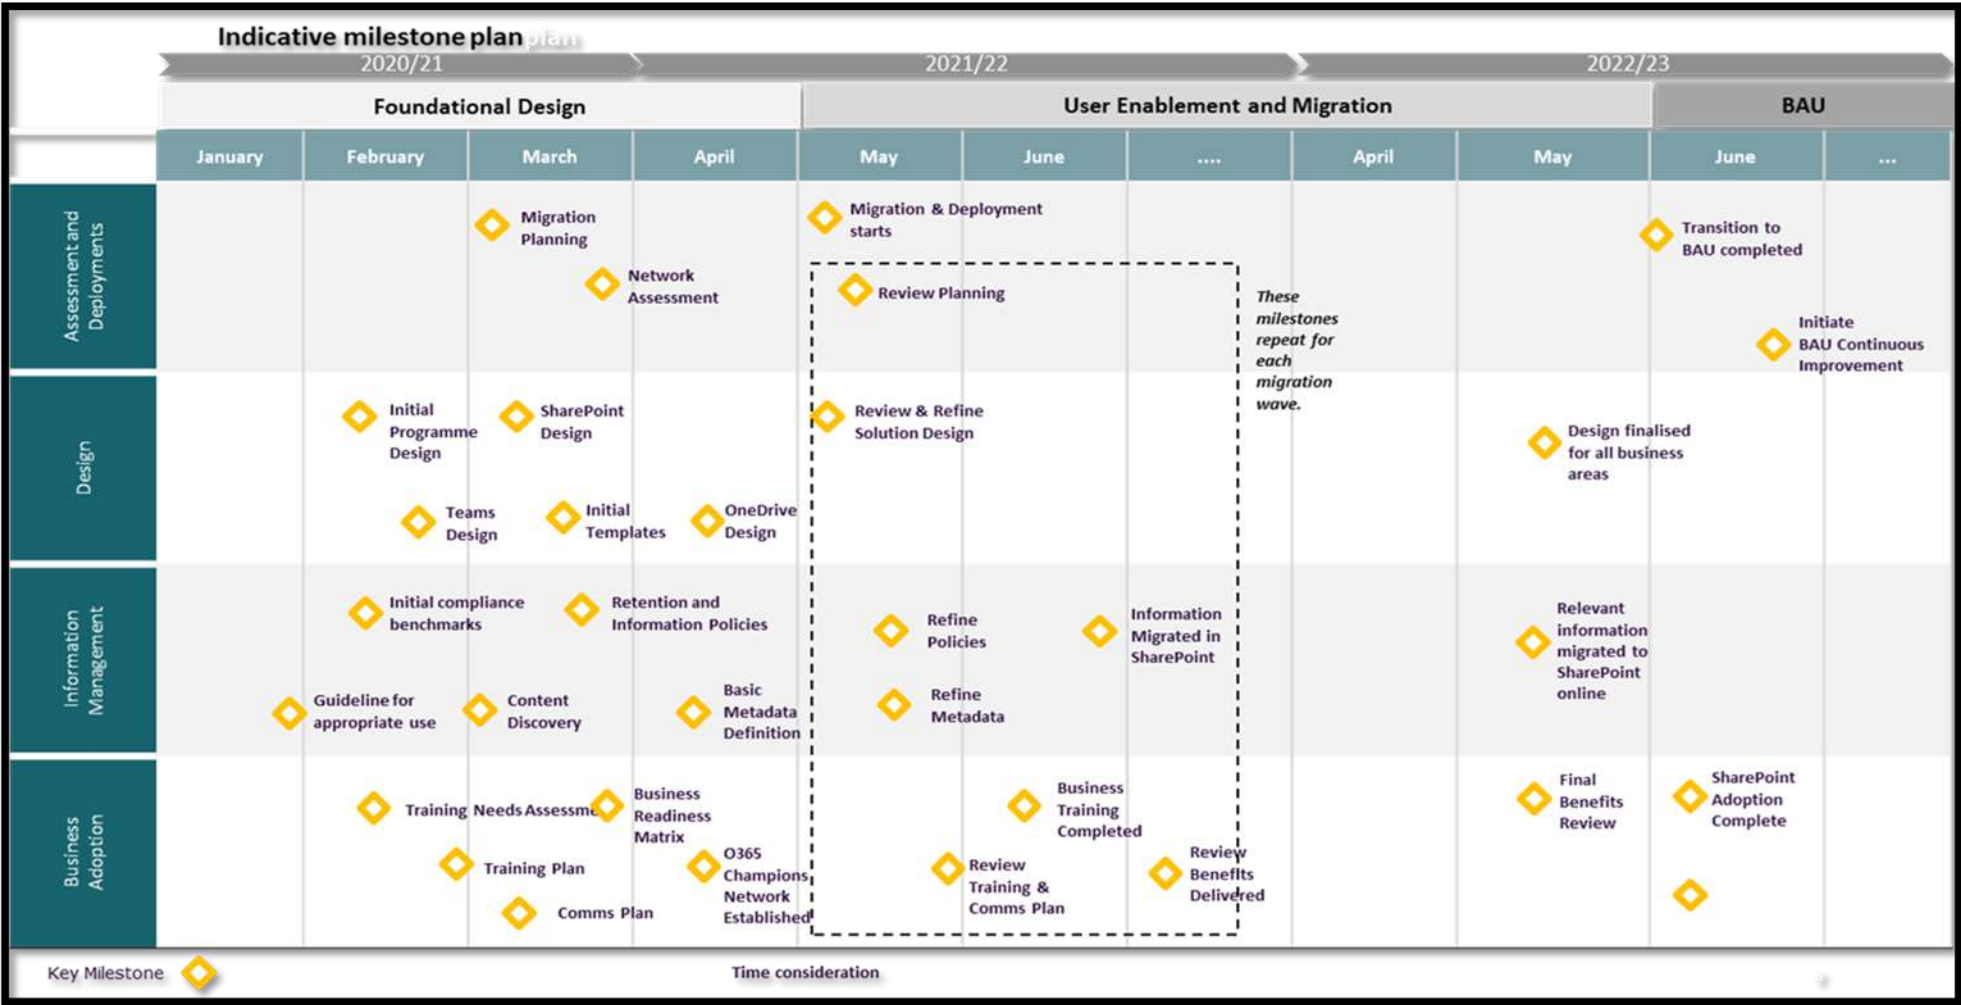 Indicative milestone plan plan
2020/21
2021/22
2022/23
Foundational Design
User Enablement and Migration
BAU
January
February
March
April
May
June
....
April
May
June
...
Assessment and
Deployments
Migration
Planning
Network
Assessment
Migration & Deployment
starts
Review Planning
These
milestones
repeat for
each
migration
wave.
Transition to
BAU completed
Initiate
BAU Continuous
Improvement
Design
Initial
Programme
Design
SharePoint
Design
Teams
Design
Initial
Templates
OneDrive
Design
Review & Refine
Solution Design
Design finalised
for all business
areas
Information
Management
Initial compliance
benchmarks
Retention and
Information Policies
Guideline for
appropriate use
Content
Discovery
Basic
Metadata
Definition
Refine
Policies
Information
Migrated in
SharePoint
Refine
Metadata
Relevant
information
migrated to
SharePoint
online
Business
Adoption
Training Needs Assessme
Business
Readiness
Matrix
Training Plan
Comms Plan
O365
Champions
Network
Established
Business
Training
Completed
Review
Training &
Comms Plan
Review
Benefits
Delivered
Final
Benefits
Review
SharePoint
Adoption
Complete
Key Milestone
Time consideration